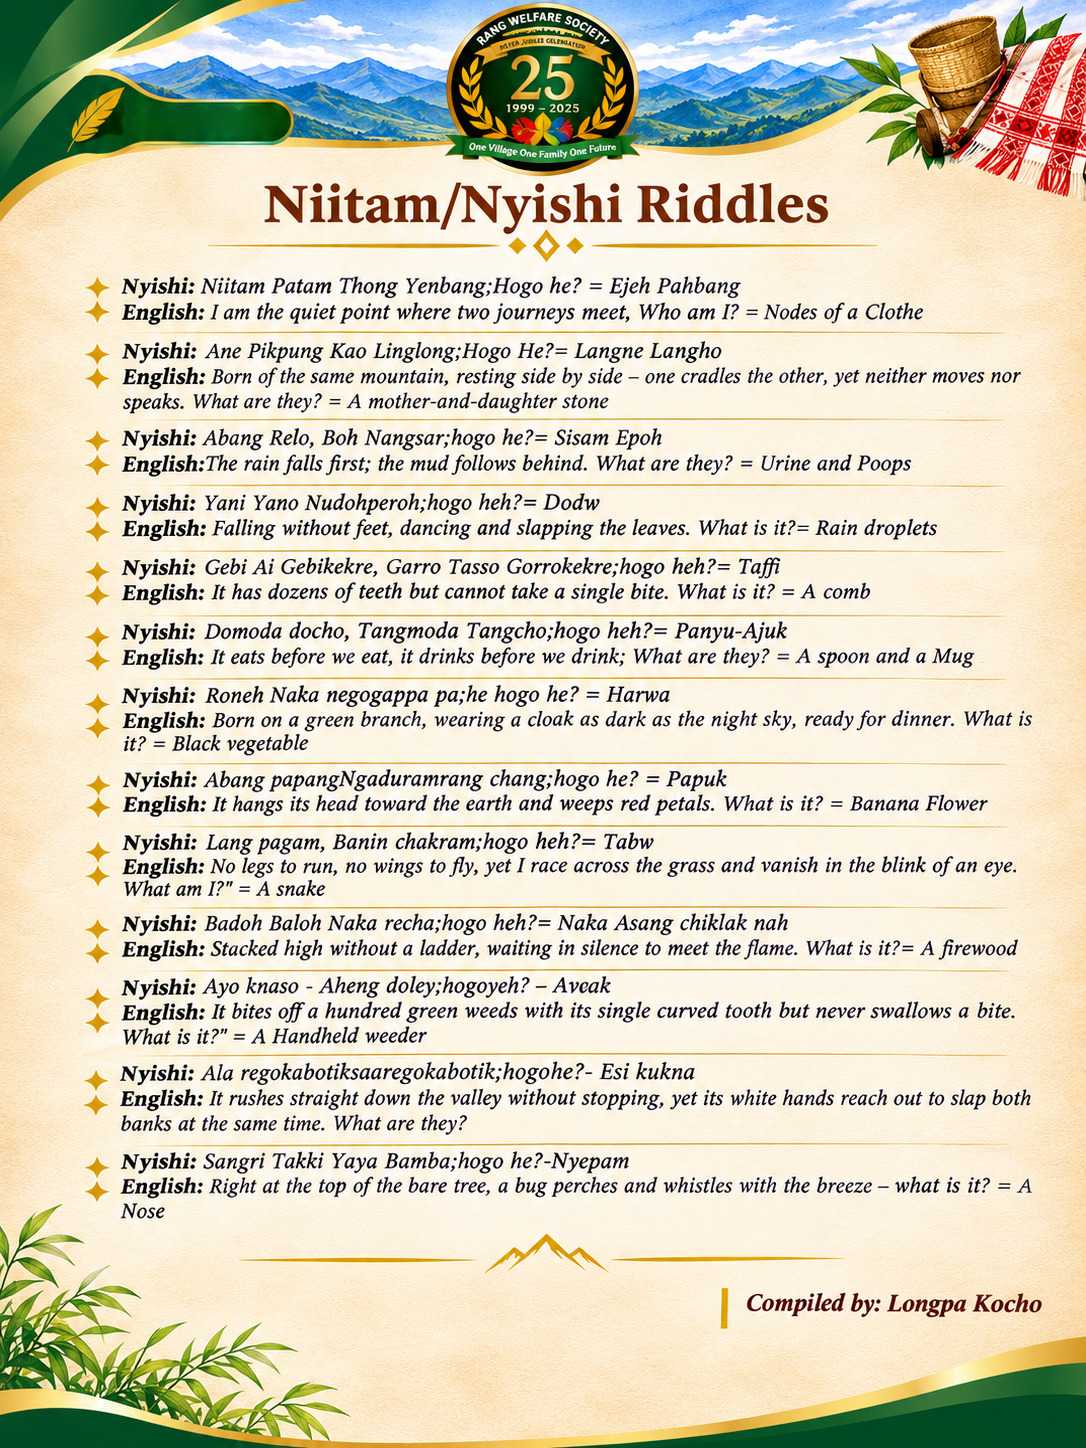 RANG WELFARE SOCIETY
SILVER JUBILEE CELEBRATION
25
1999 – 2025
One Village One Family One Future
Niitam/Nyishi Riddles
Nyishi: Niitam Patam Thong Yenbang;Hogo he? = Ejeh Pahbang
English: I am the quiet point where two journeys meet, Who am I? = Nodes of a Clothe
Nyishi: Ane Pikpung Kao Linglong;Hogo He?= Langne Langho
English: Born of the same mountain, resting side by side – one cradles the other, yet neither moves nor
speaks. What are they? = A mother-and-daughter stone
Nyishi: Abang Relo, Boh Nangsar;hogo he?= Sisam Epoh
English:The rain falls first; the mud follows behind. What are they? = Urine and Poops
Nyishi: Yani Yano Nudohperoh;hogo heh?= Dodw
English: Falling without feet, dancing and slapping the leaves. What is it?= Rain droplets
Nyishi: Gebi Ai Gebikekre, Garro Tasso Gorrokekre;hogo heh?= Taffi
English: It has dozens of teeth but cannot take a single bite. What is it? = A comb
Nyishi: Domoda docho, Tangmoda Tangcho;hogo heh?= Panyu-Ajuk
English: It eats before we eat, it drinks before we drink; What are they? = A spoon and a Mug
Nyishi: Roneh Naka negogappa pa;he hogo he? = Harwa
English: Born on a green branch, wearing a cloak as dark as the night sky, ready for dinner. What is
it? = Black vegetable
Nyishi: Abang papangNgaduramrang chang;hogo he? = Papuk
English: It hangs its head toward the earth and weeps red petals. What is it? = Banana Flower
Nyishi: Lang pagam, Banin chakram;hogo heh?= Tabw
English: No legs to run, no wings to fly, yet I race across the grass and vanish in the blink of an eye.
What am I?" = A snake
Nyishi: Badoh Baloh Naka recha;hogo heh?= Naka Asang chiklak nah
English: Stacked high without a ladder, waiting in silence to meet the flame. What is it?= A firewood
Nyishi: Ayo knaso - Aheng doley;hogoyeh? – Aveak
English: It bites off a hundred green weeds with its single curved tooth but never swallows a bite.
What is it?" = A Handheld weeder
Nyishi: Ala regokabotiksaaregokabotik;hogohe?- Esi kukna
English: It rushes straight down the valley without stopping, yet its white hands reach out to slap both
banks at the same time. What are they?
Nyishi: Sangri Takki Yaya Bamba;hogo he?-Nyepam
English: Right at the top of the bare tree, a bug perches and whistles with the breeze – what is it? = A
Nose
Compiled by: Longpa Kocho